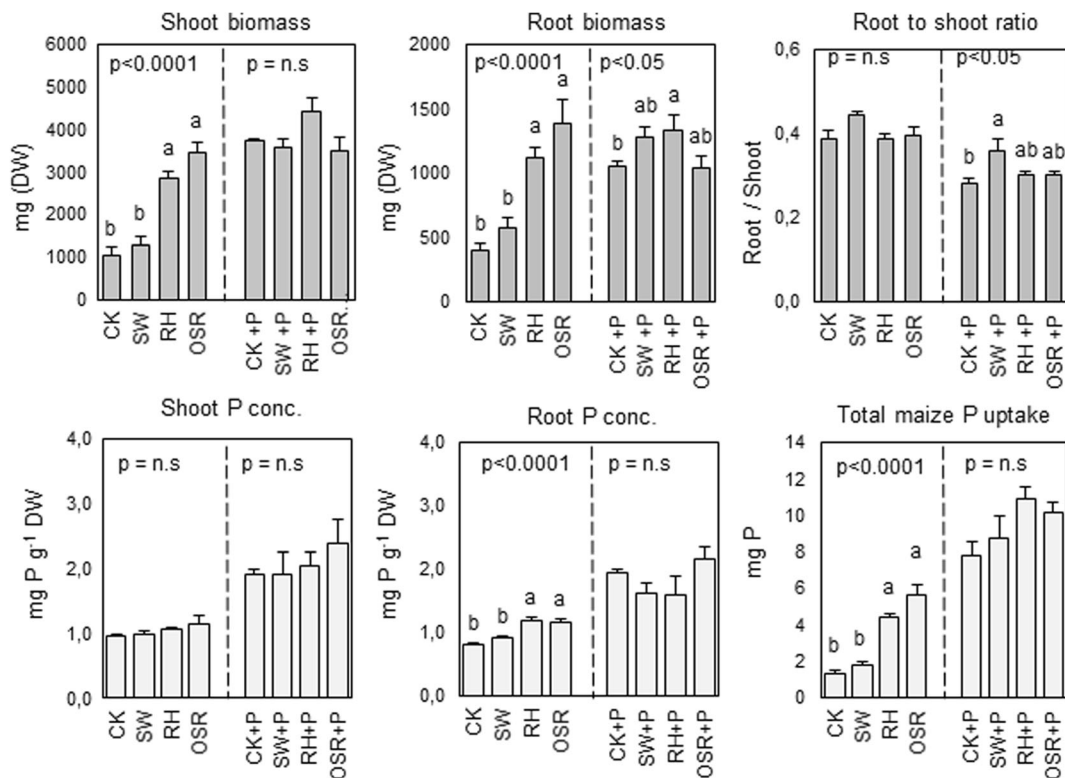 Shoot biomass
mg (DW)
6000
5000
4000
3000
2000
1000
0
p<0.0001
p = n.s
b
b
a
a
CK
SW
RH
OSR
CK +P
SW +P
RH +P
OSR.
Root biomass
mg (DW)
2000
1500
1000
500
0
p<0.0001
p<0.05
b
b
a
a
b
ab
a
ab
CK
SW
RH
OSR
CK +P
SW +P
RH +P
OSR +P
Root to shoot ratio
Root / Shoot
0,6
0,4
0,2
0,0
p = n.s
p<0.05
b
a
ab
ab
CK
SW
RH
OSR
CK +P
SW +P
RH +P
OSR +P
Shoot P conc.
mg P g⁻¹ DW
4,0
3,0
2,0
1,0
0,0
p = n.s
p = n.s
CK
SW
RH
OSR
CK+P
SW+P
RH+P
OSR+P
Root P conc.
mg P g⁻¹ DW
4,0
3,0
2,0
1,0
0,0
p<0.0001
p = n.s
b
b
a
a
CK
SW
RH
OSR
CK+P
SW+P
RH+P
OSR+P
Total maize P uptake
mg P
14
12
10
8
6
4
2
0
p<0.0001
p = n.s
b
b
a
a
CK
SW
RH
OSR
CK+P
SW+P
RH+P
OSR+P